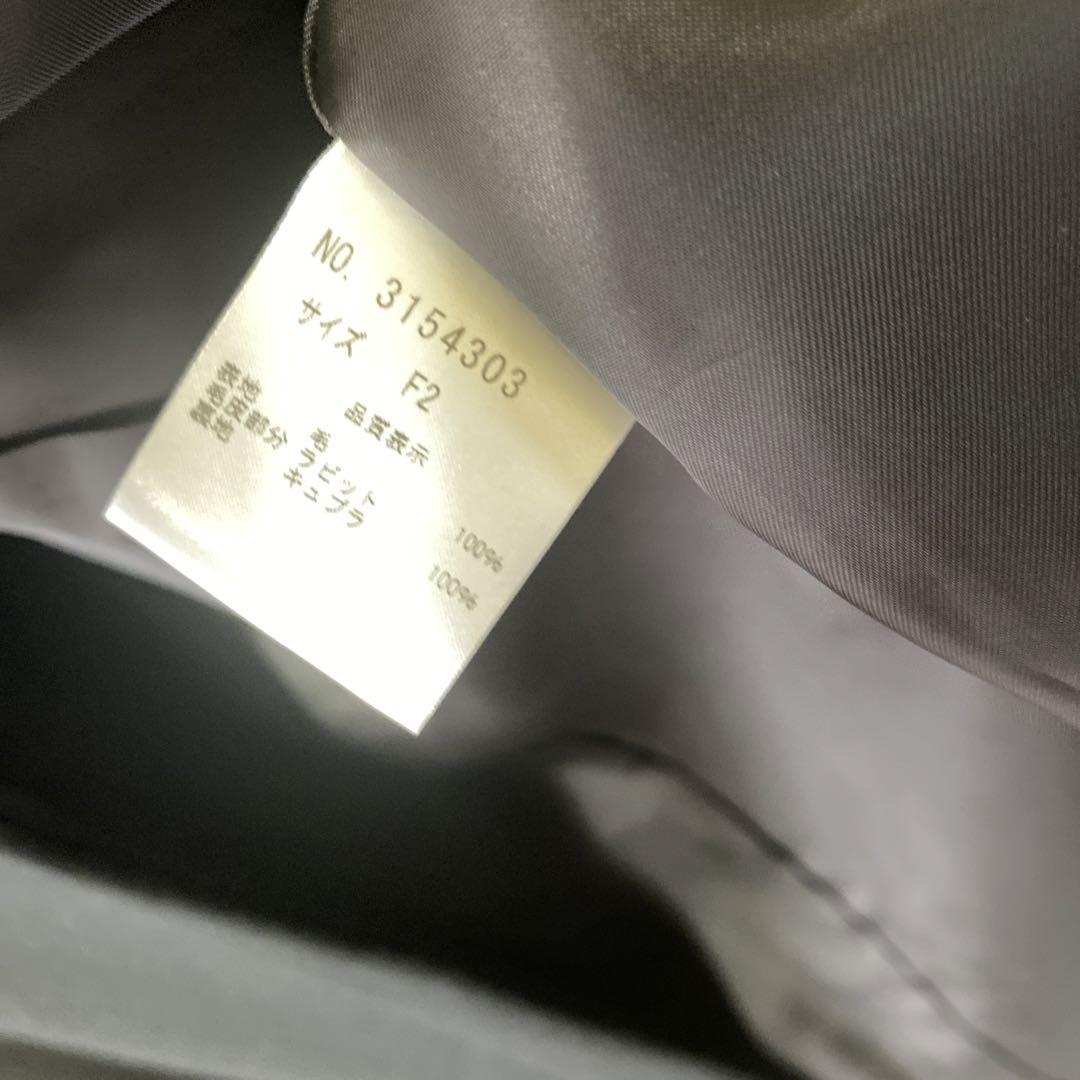 NO. 3154303
サイズ F2
品質表示
表地 毛 100%
毛皮部分 ラビット
裏地 キュプラ 100%